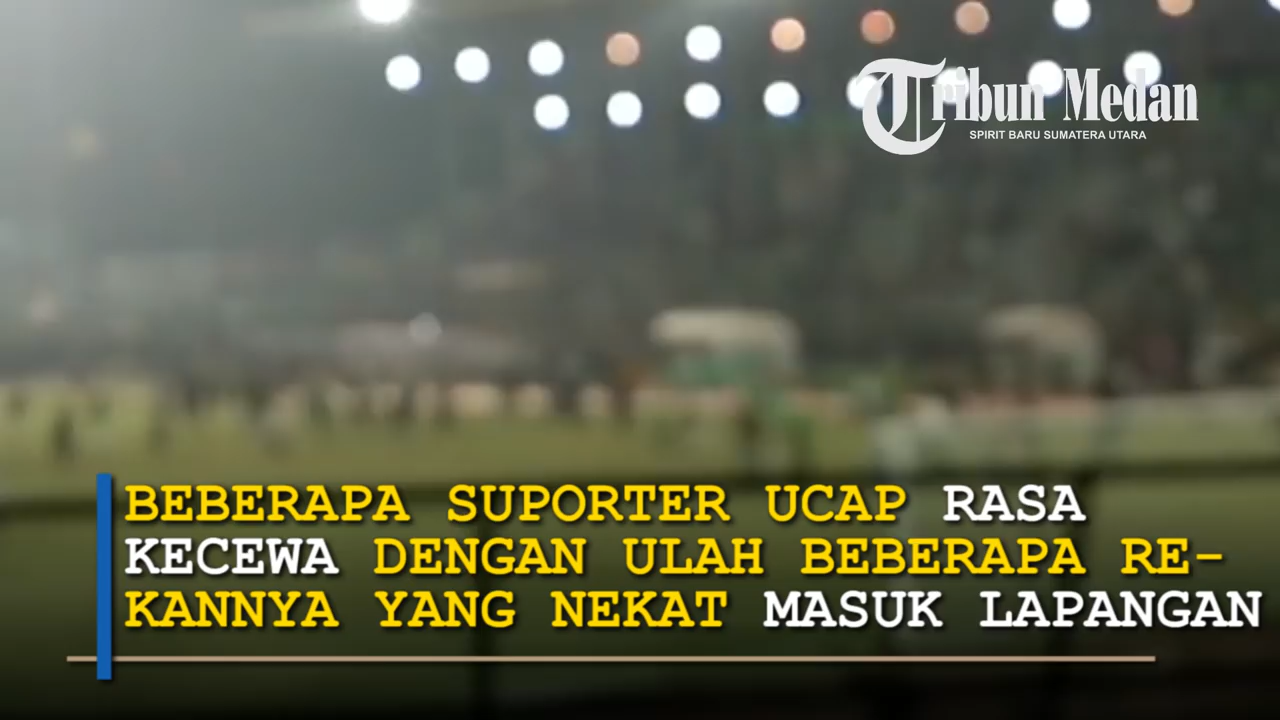 Tribun Medan
SPIRIT BARU SUMATERA UTARA
BEBERAPA SUPORTER UCAP RASA
KECEWA DENGAN ULAH BEBERAPA RE-
KANNYA YANG NEKAT MASUK LAPANGAN